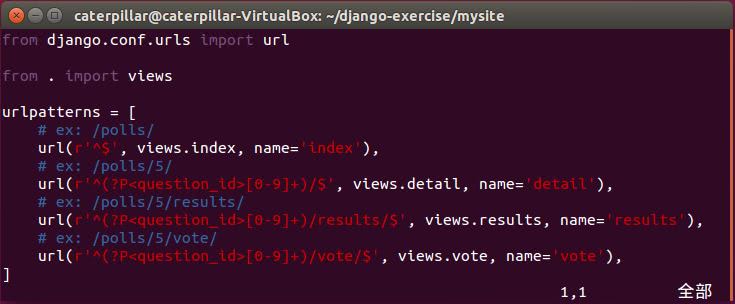 caterpillar@caterpillar-VirtualBox: ~/django-exercise/mysite
from django.conf.urls import url
from . import views
urlpatterns = [
    # ex: /polls/
    url(r'^$', views.index, name='index'),
    # ex: /polls/5/
    url(r'^(?P<question_id>[0-9]+)/$', views.detail, name='detail'),
    # ex: /polls/5/results/
    url(r'^(?P<question_id>[0-9]+)/results/$', views.results, name='results'),
    # ex: /polls/5/vote/
    url(r'^(?P<question_id>[0-9]+)/vote/$', views.vote, name='vote'),
]
1,1 全部